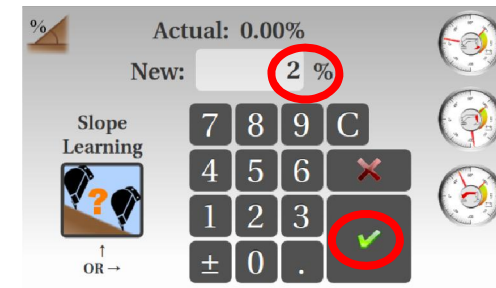 %
Actual: 0.00%
New: 2 %
Slope
Learning
?
↑
OR →
7 8 9 C
4 5 6
1 2 3
± 0 .